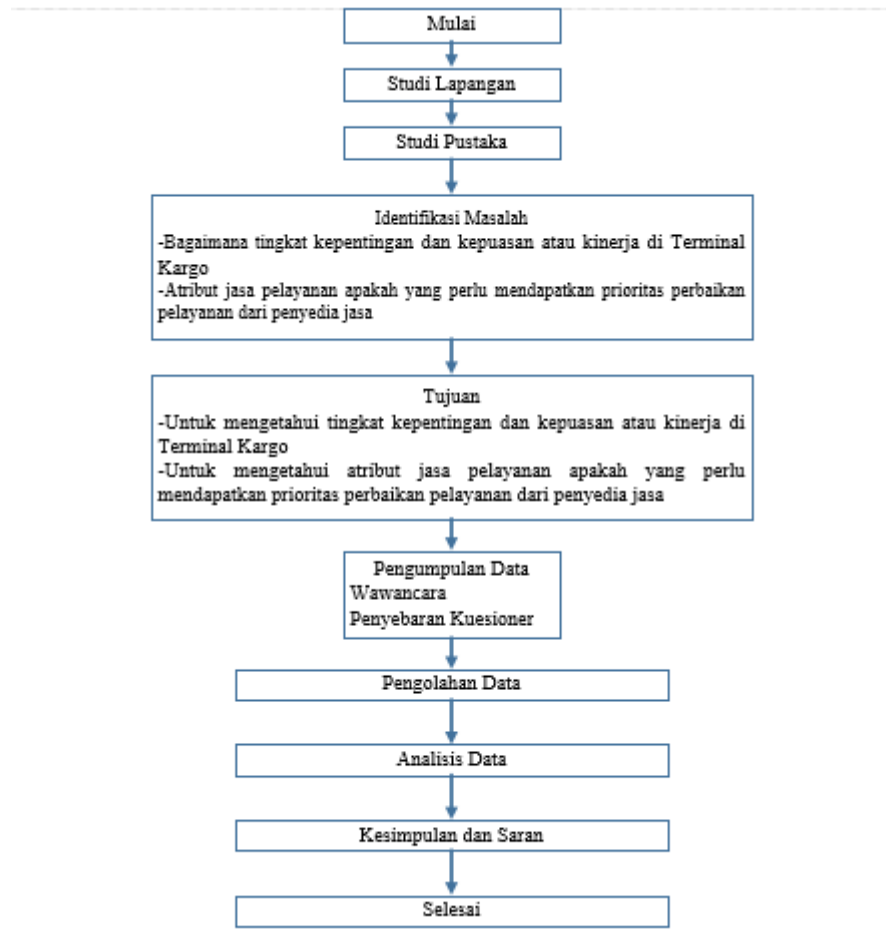 Mulai
Studi Lapangan
Studi Pustaka
Identifikasi Masalah
-Bagaimana tingkat kepentingan dan kepuasan atau kinerja di Terminal
Kargo
-Atribut jasa pelayanan apakah yang perlu mendapatkan prioritas perbaikan
pelayanan dari penyedia jasa
Tujuan
-Untuk mengetahui tingkat kepentingan dan kepuasan atau kinerja di
Terminal Kargo
-Untuk mengetahui atribut jasa pelayanan apakah yang perlu
mendapatkan prioritas perbaikan pelayanan dari penyedia jasa
Pengumpulan Data
Wawancara
Penyebaran Kuesioner
Pengolahan Data
Analisis Data
Kesimpulan dan Saran
Selesai